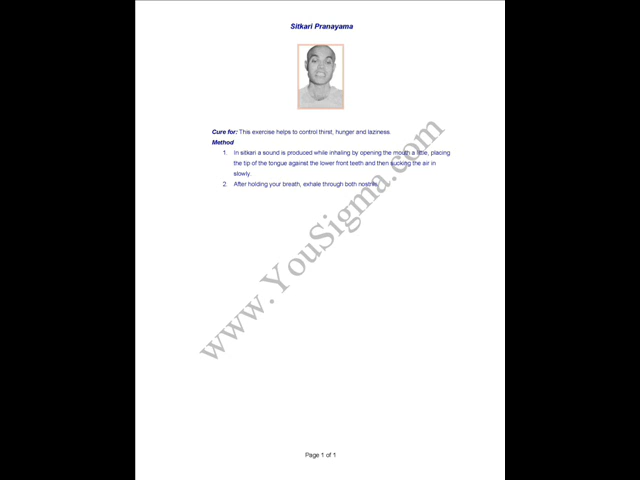 Sitkari Pranayama
Cure for: This exercise helps to control thirst, hunger and laziness.
Method
1. In sitkari a sound is produced while inhaling by opening the mouth a little, placing
the tip of the tongue against the lower front teeth and then sucking the air in
slowly.
2. After holding your breath, exhale through both nostrils.
www.YouSigma.com
Page 1 of 1